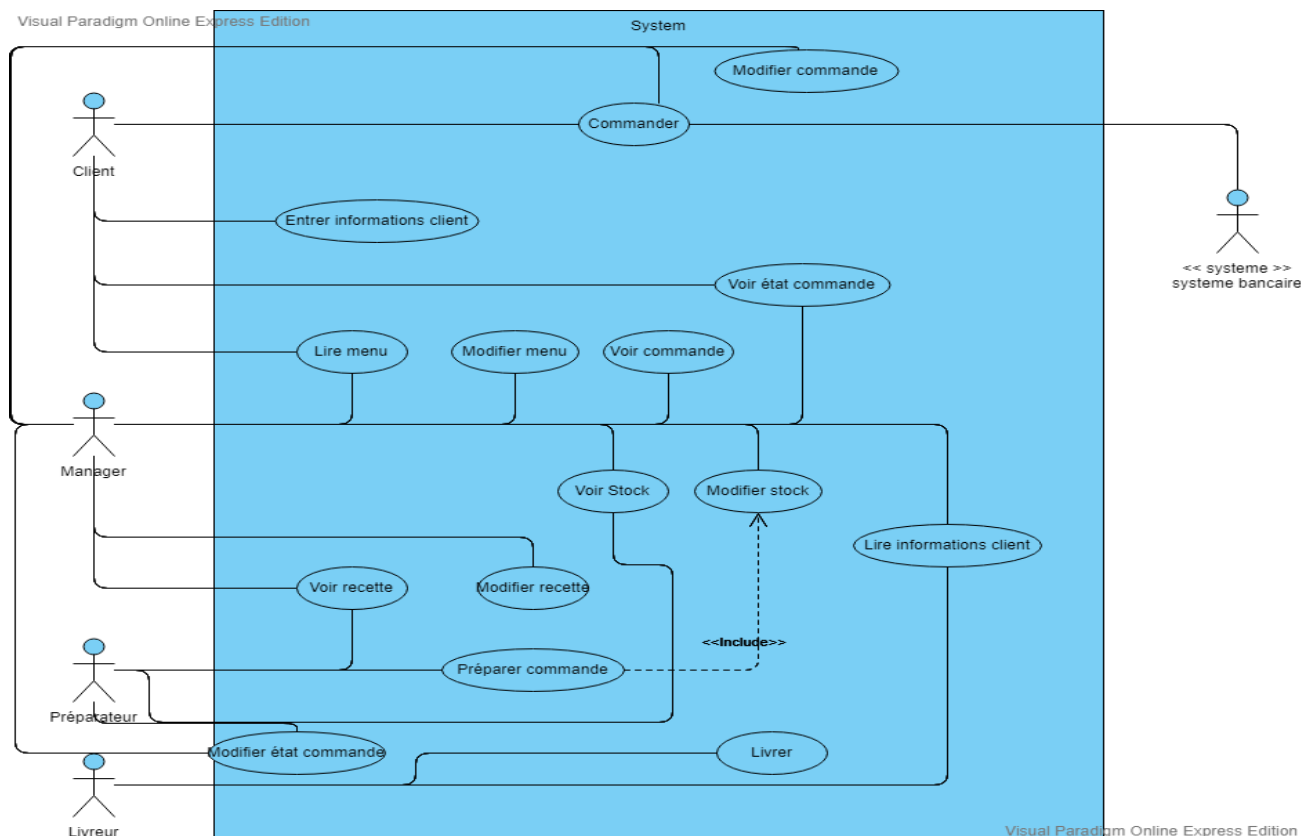 Visual Paradigm Online Express Edition
System
Modifier commande
Commander
Client
Entrer informations client
<< systeme >>
systeme bancaire
Voir état commande
Lire menu
Modifier menu
Voir commande
Manager
Voir Stock
Modifier stock
Lire informations client
Voir recette
Modifier recette
<<Include>>
Préparer commande
Préparateur
Modifier état commande
Livrer
Livreur
Visual Paradigm Online Express Edition